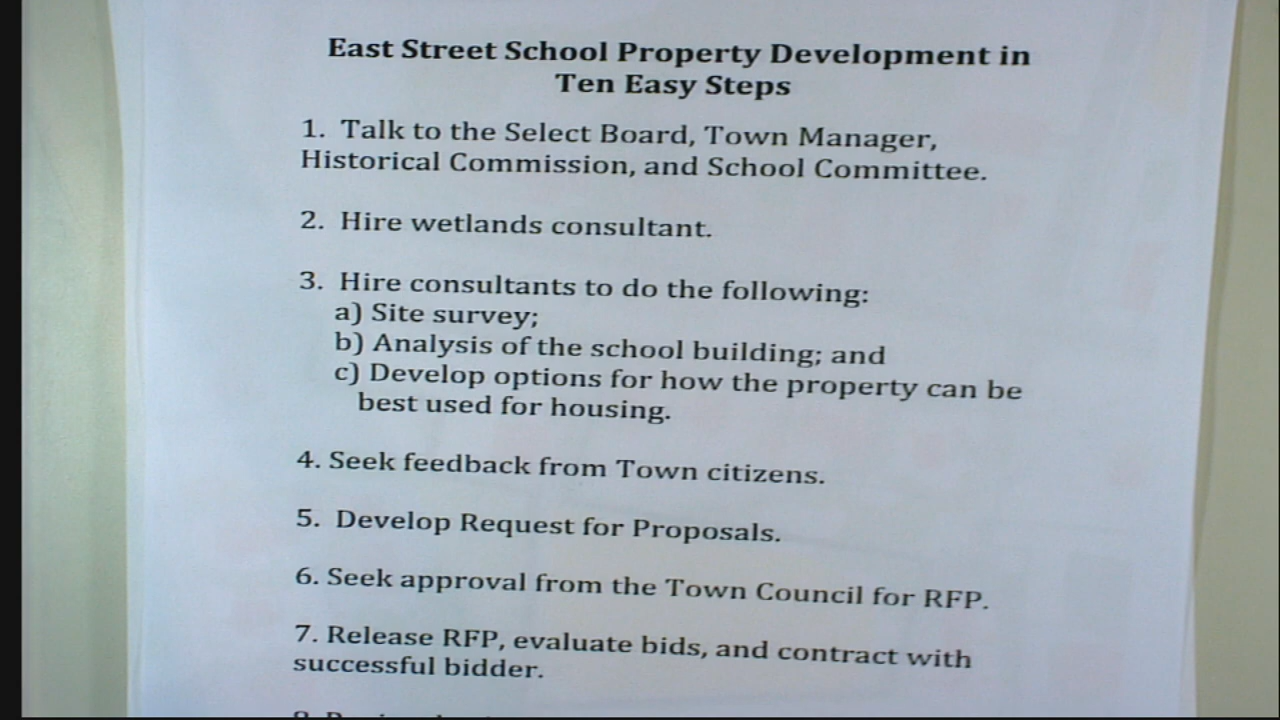 East Street School Property Development in
Ten Easy Steps
1. Talk to the Select Board, Town Manager,
Historical Commission, and School Committee.
2. Hire wetlands consultant.
3. Hire consultants to do the following:
a) Site survey;
b) Analysis of the school building; and
c) Develop options for how the property can be
best used for housing.
4. Seek feedback from Town citizens.
5. Develop Request for Proposals.
6. Seek approval from the Town Council for RFP.
7. Release RFP, evaluate bids, and contract with
successful bidder.